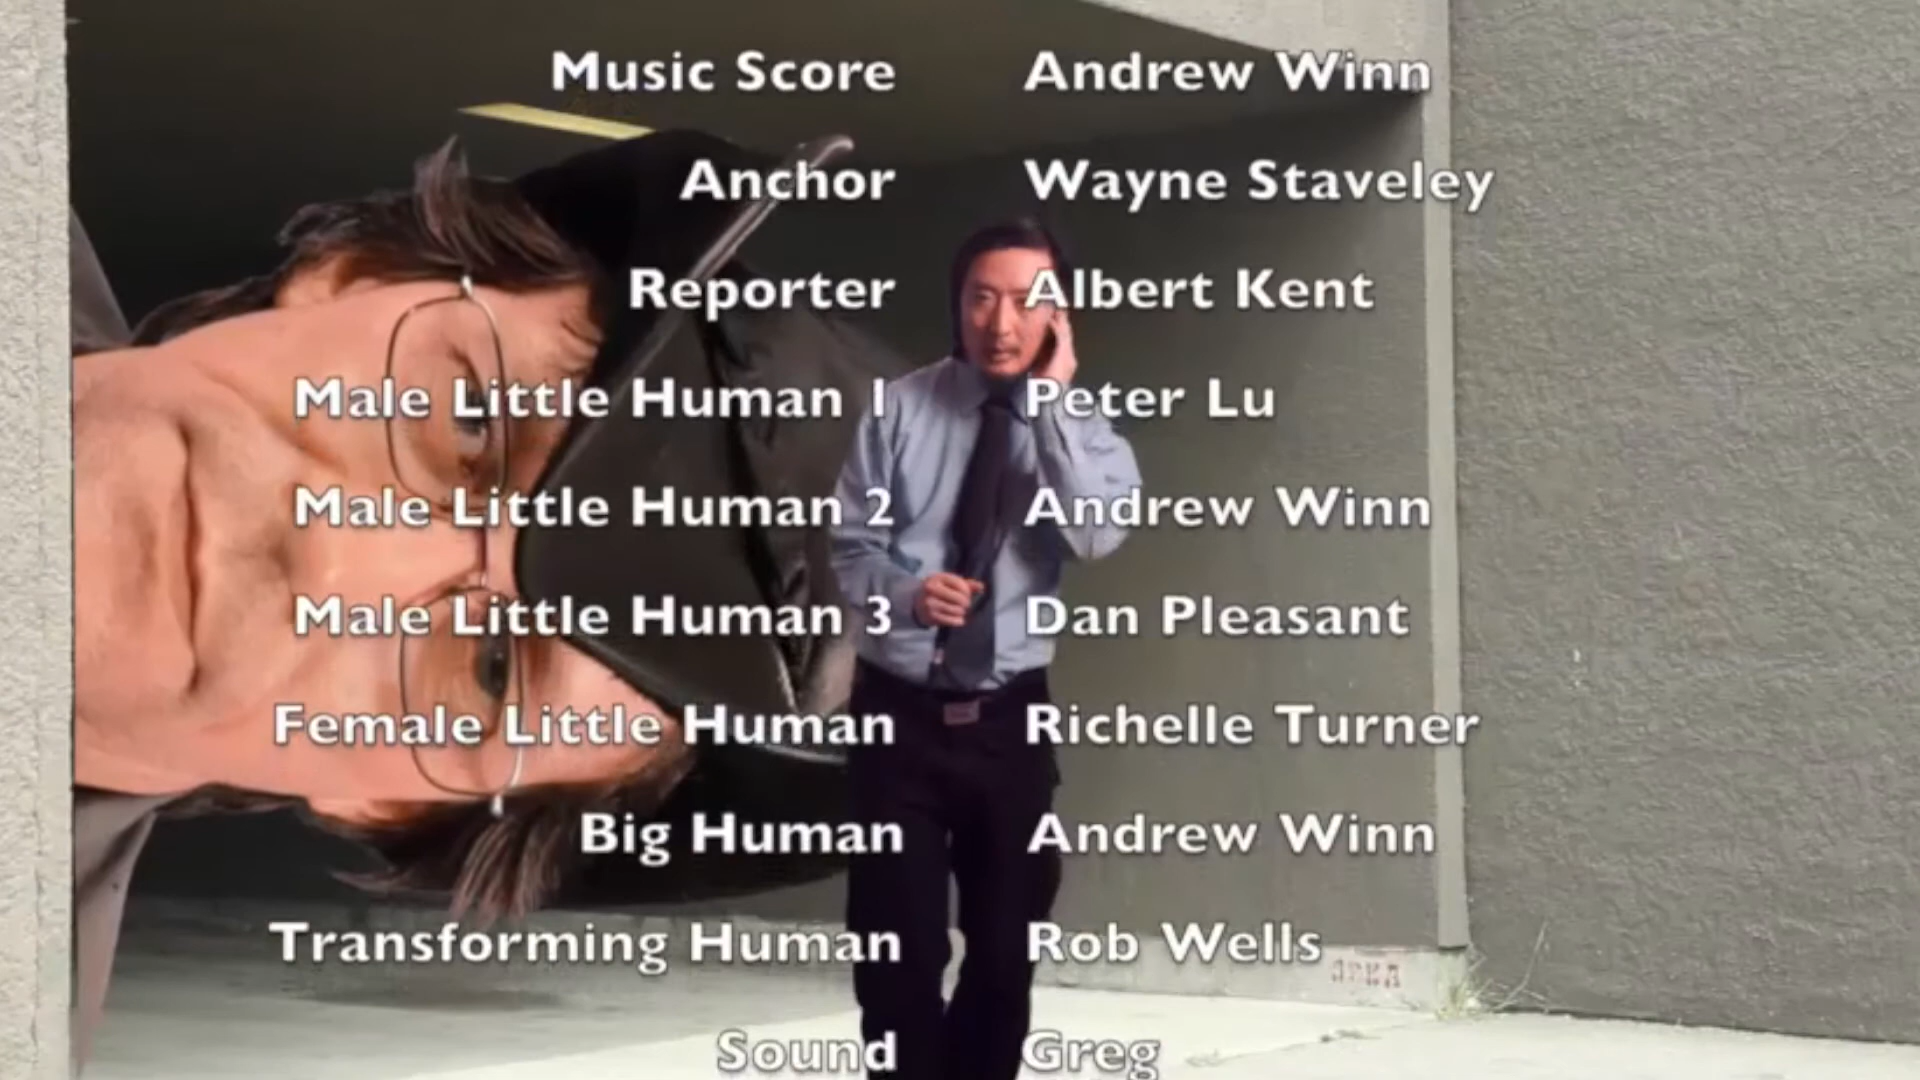 Music Score Andrew Winn
Anchor Wayne Staveley
Reporter Albert Kent
Male Little Human 1 Peter Lu
Male Little Human 2 Andrew Winn
Male Little Human 3 Dan Pleasant
Female Little Human Richelle Turner
Big Human Andrew Winn
Transforming Human Rob Wells
Sound Greg